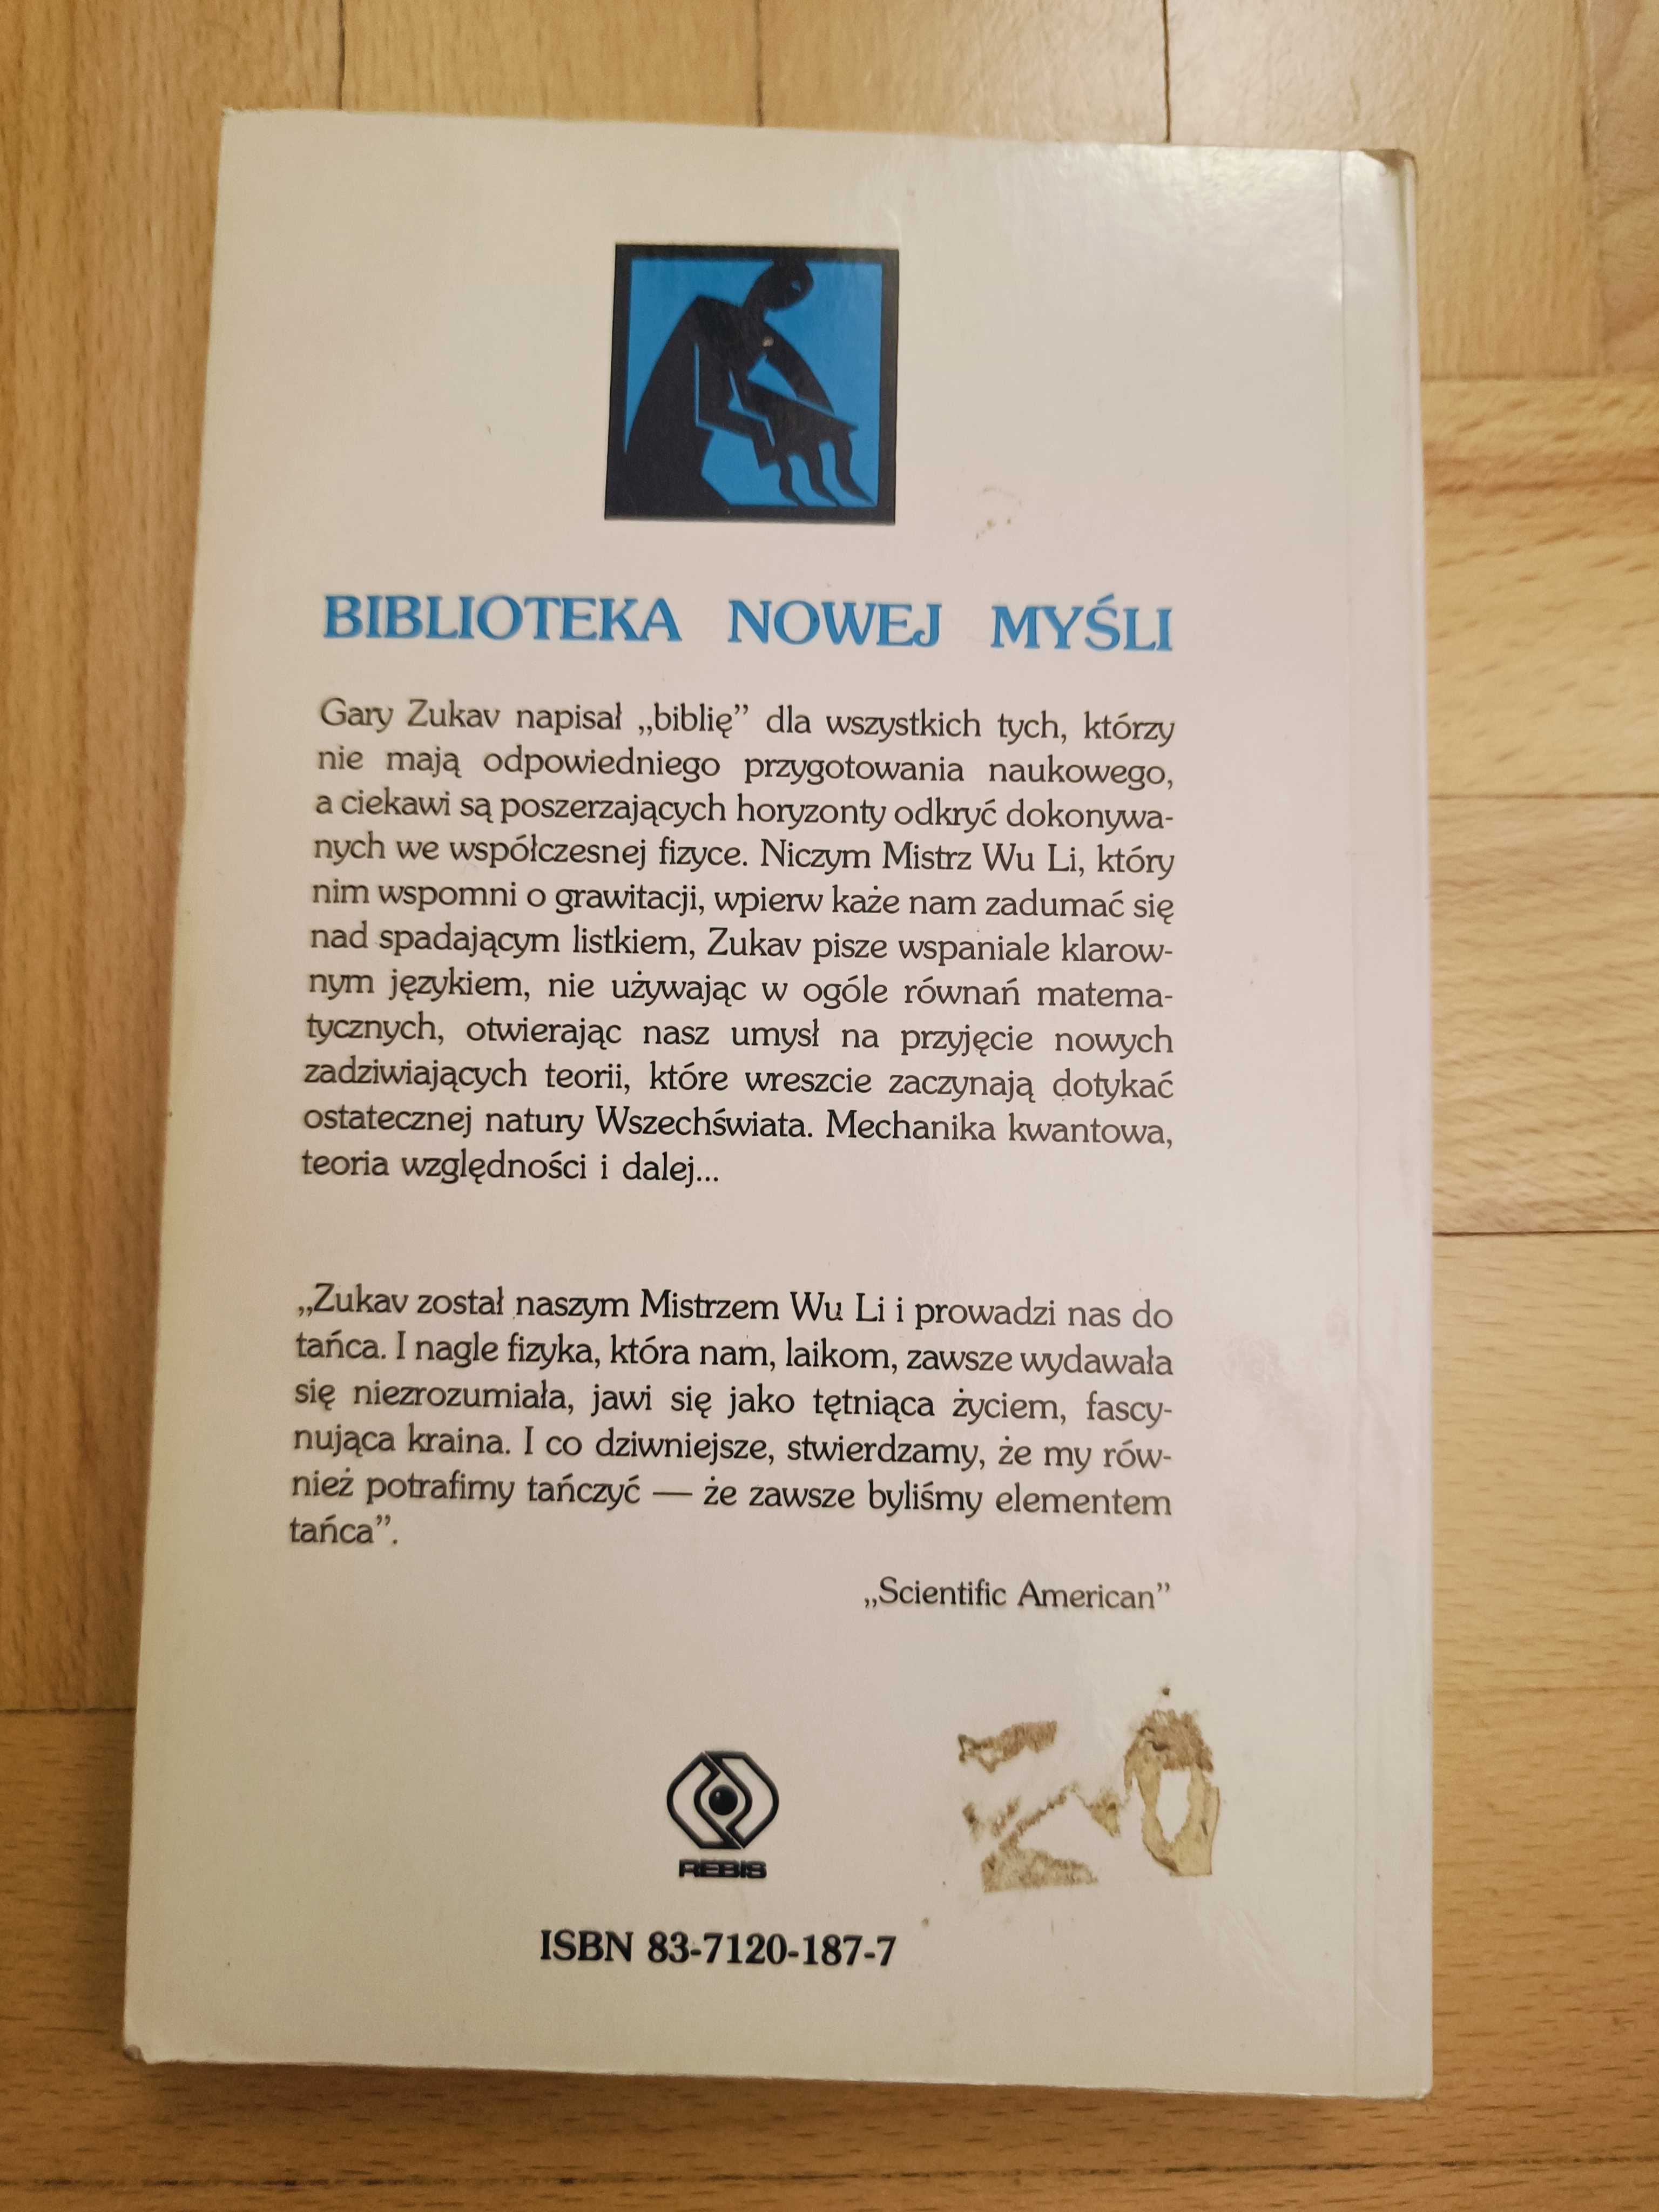 BIBLIOTEKA NOWEJ MYŚLI
Gary Zukav napisał „biblię” dla wszystkich tych, którzy
nie mają odpowiedniego przygotowania naukowego,
a ciekawi są poszerzających horyzonty odkryć dokonywa-
nych we współczesnej fizyce. Niczym Mistrz Wu Li, który
nim wspomni o grawitacji, wpierw każe nam zadumać się
nad spadającym listkiem, Zukav pisze wspaniale klarow-
nym językiem, nie używając w ogóle równań matema-
tycznych, otwierając nasz umysł na przyjęcie nowych
zadziwiających teorii, które wreszcie zaczynają dotykać
ostatecznej natury Wszechświata. Mechanika kwantowa,
teoria względności i dalej...
„Zukav został naszym Mistrzem Wu Li i prowadzi nas do
tańca. I nagle fizyka, która nam, laikom, zawsze wydawała
się niezrozumiała, jawi się jako tętniąca życiem, fascy-
nująca kraina. I co dziwniejsze, stwierdzamy, że my rów-
nież potrafimy tańczyć — że zawsze byliśmy elementem
tańca”.
„Scientific American”
REBIS
ISBN 83-7120-187-7